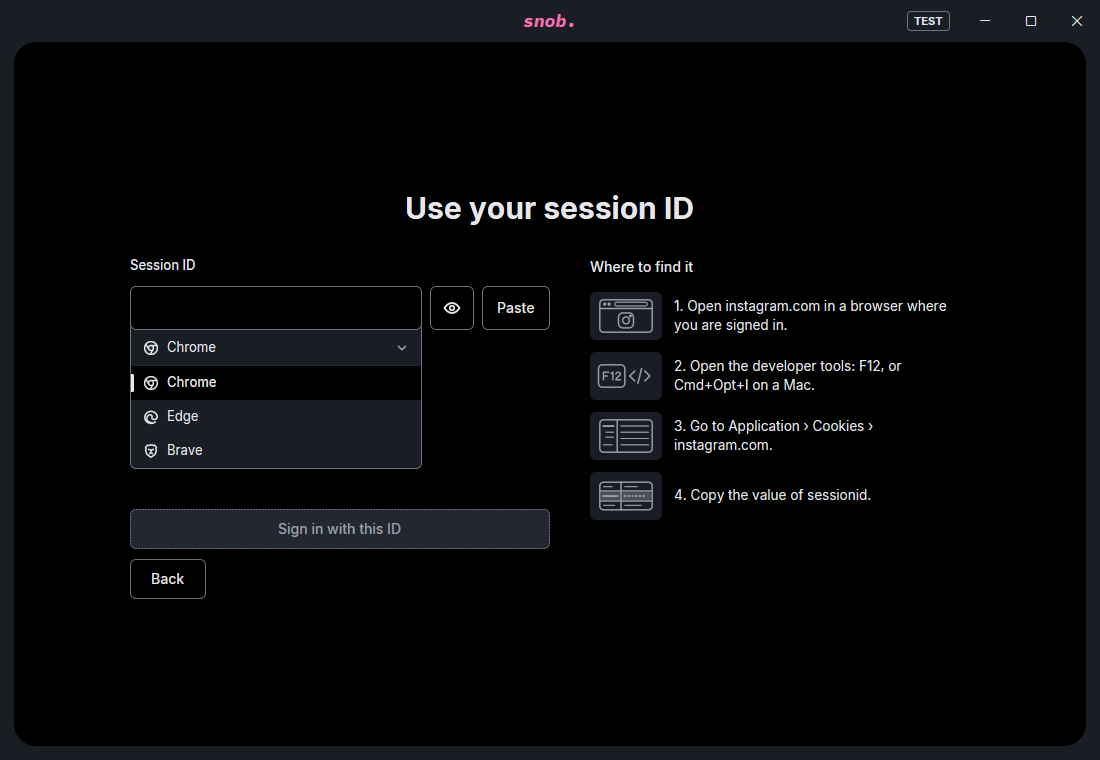 snob.
TEST
Use your session ID
Session ID
Paste
Chrome
Chrome
Edge
Brave
Sign in with this ID
Back
Where to find it
1. Open instagram.com in a browser where
you are signed in.
F12 </>
2. Open the developer tools: F12, or
Cmd+Opt+I on a Mac.
3. Go to Application › Cookies ›
instagram.com.
4. Copy the value of sessionid.